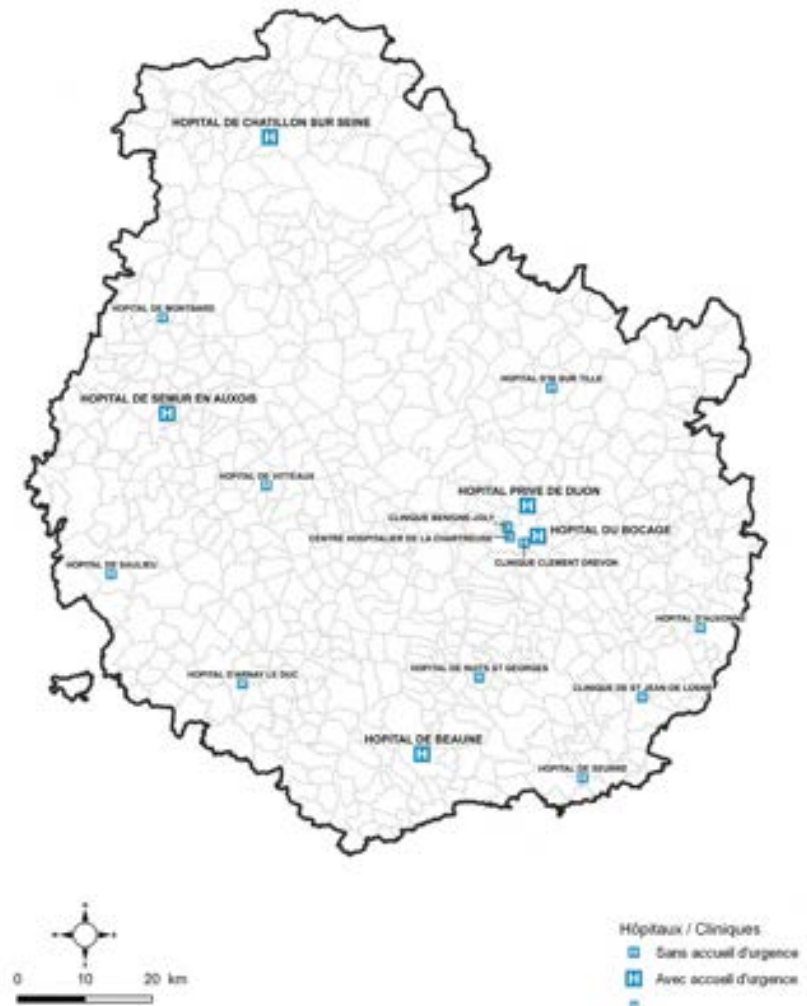 HOPITAL DE CHATILLON SUR SEINE
H
HOPITAL DE MONTBARD
H
HOPITAL D'IS SUR TILLE
H
HOPITAL DE SEMUR EN AUXOIS
H
HOPITAL DE VITTEAUX
H
HOPITAL PRIVE DE DIJON
H
CLINIQUE BENIGNE JOLY
H
HOPITAL DU BOCAGE
H
CENTRE HOSPITALIER DE LA CHARTREUSE
H
CLINIQUE CLEMENT DREVON
H
HOPITAL DE SAULIEU
H
HOPITAL D'AUXONNE
H
HOPITAL D'ARNAY LE DUC
H
HOPITAL DE NUITS ST GEORGES
H
CLINIQUE DE ST JEAN DE LOSNE
H
HOPITAL DE BEAUNE
H
HOPITAL DE SEURRE
H
0 10 20 km
Hôpitaux / Cliniques
H Sans accueil d'urgence
H Avec accueil d'urgence